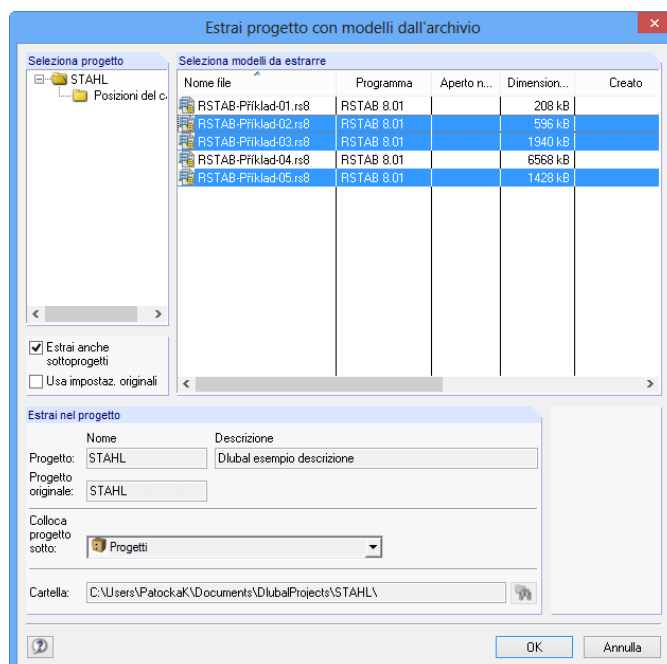 Estrai progetto con modelli dall'archivio
Seleziona progetto
STAHL
Posizioni del c
Seleziona modelli da estrarre
Nome file Programma Aperto n... Dimension... Creato
RSTAB-Příklad-01.rs8 RSTAB 8.01 208 kB
RSTAB-Příklad-02.rs8 RSTAB 8.01 596 kB
RSTAB-Příklad-03.rs8 RSTAB 8.01 1940 kB
RSTAB-Příklad-04.rs8 RSTAB 8.01 6568 kB
RSTAB-Příklad-05.rs8 RSTAB 8.01 1428 kB
Estrai anche
sottoprogetti
Usa impostaz. originali
Estrai nel progetto
Nome Descrizione
Progetto: STAHL Dlubal esempio descrizione
Progetto
originale: STAHL
Colloca
progetto
sotto: Progetti
Cartella: C:\Users\PatockaK\Documents\DlubalProjects\STAHL\
OK Annulla